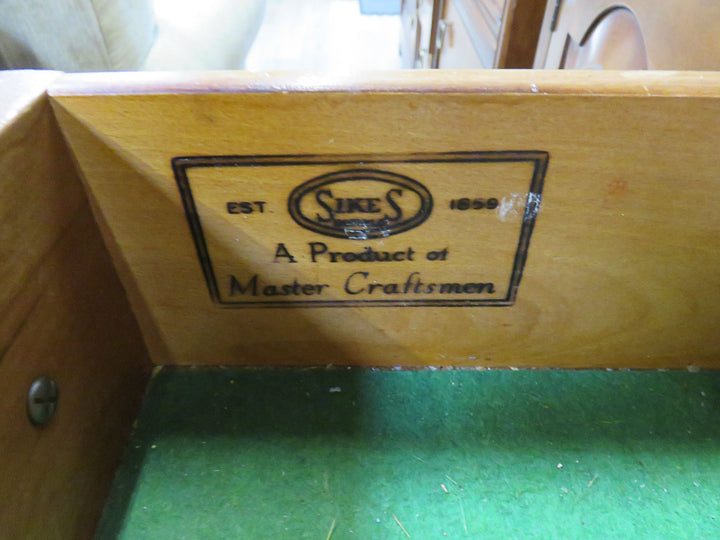 EST. SIKES 1859
A Product of
Master Craftsmen